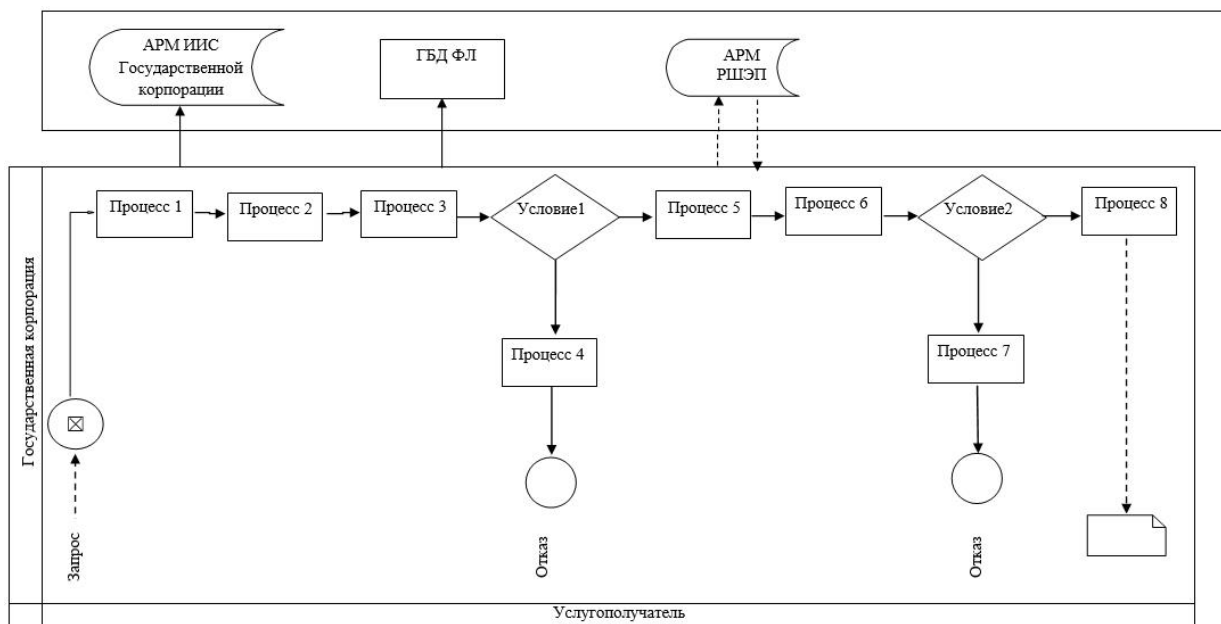 АРМ ИИС
Государственной
корпорации
ГБД ФЛ
АРМ
РШЭП
Государственная корпорация
Процесс 1
Процесс 2
Процесс 3
Условие1
Процесс 5
Процесс 6
Условие2
Процесс 8
Процесс 4
Процесс 7
Запрос
Отказ
Отказ
Услугополучатель